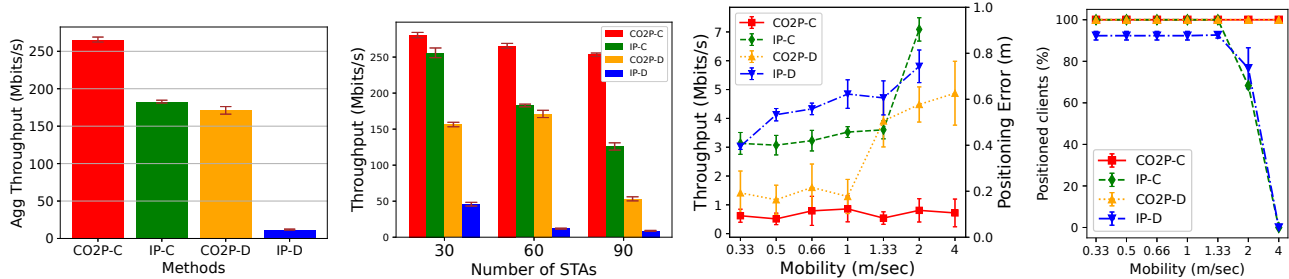 Agg Throughput (Mbits/s)
250
200
150
100
50
0
CO2P-C IP-C CO2P-D IP-D
Methods
Throughput (Mbits/s)
250
200
150
100
50
0
CO2P-C
IP-C
CO2P-D
IP-D
30 60 90
Number of STAs
Throughput (Mbits/s)
7
6
5
4
3
2
1
0
CO2P-C
IP-C
CO2P-D
IP-D
1.0
0.8
0.6
0.4
0.2
0.0
Positioning Error (m)
0.33 0.5 0.66 1 1.33 2 4
Mobility (m/sec)
Positioned clients (%)
100
80
60
40
20
0
CO2P-C
IP-C
CO2P-D
IP-D
0.33 0.5 0.66 1 1.33 2 4
Mobility (m/sec)